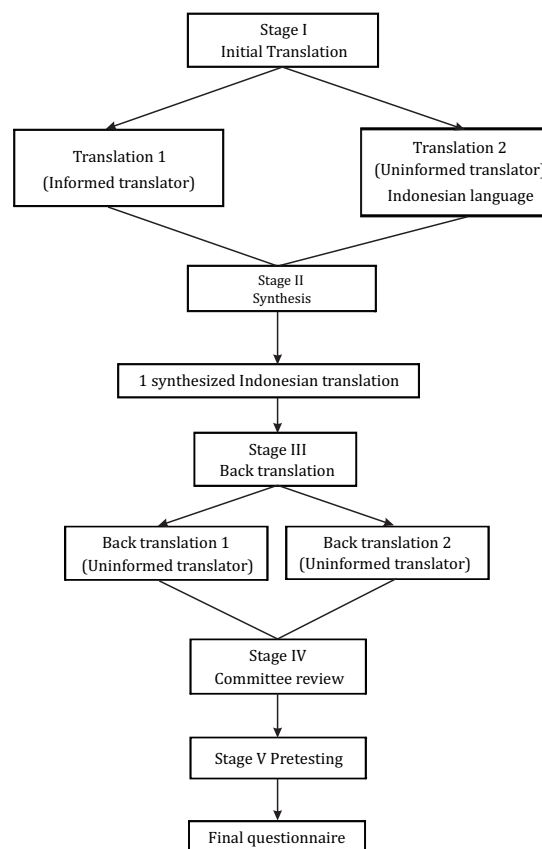 Stage I
Initial Translation
Translation 1
(Informed translator)
Translation 2
(Uninformed translator)
Indonesian language
Stage II
Synthesis
1 synthesized Indonesian translation
Stage III
Back translation
Back translation 1
(Uninformed translator)
Back translation 2
(Uninformed translator)
Stage IV
Committee review
Stage V Pretesting
Final questionnaire